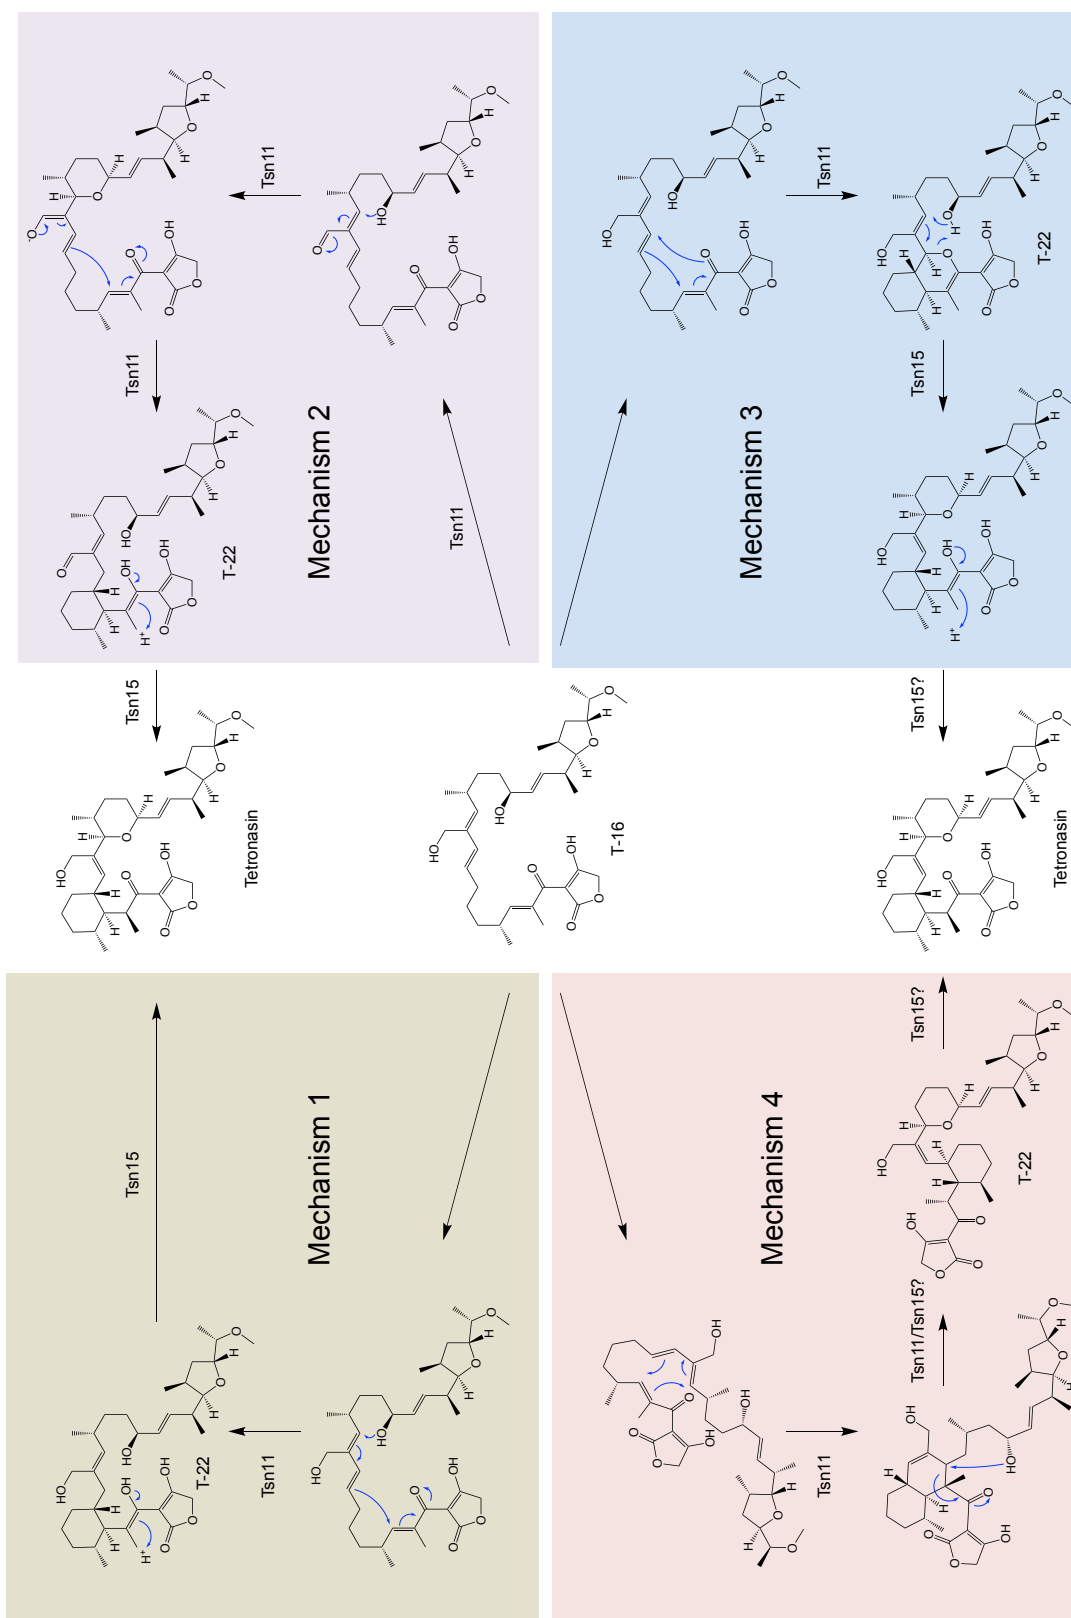 Tsn15
Tsn15
Tsn11
T-22
T-22
Tetronasin
Tsn11
Tsn11
Mechanism 1
Mechanism 2
Tsn11
T-16
Mechanism 4
Mechanism 3
Tsn11
Tsn11
Tsn11/Tsn15?
Tsn15?
Tsn15?
Tsn15
T-22
Tetronasin
T-22